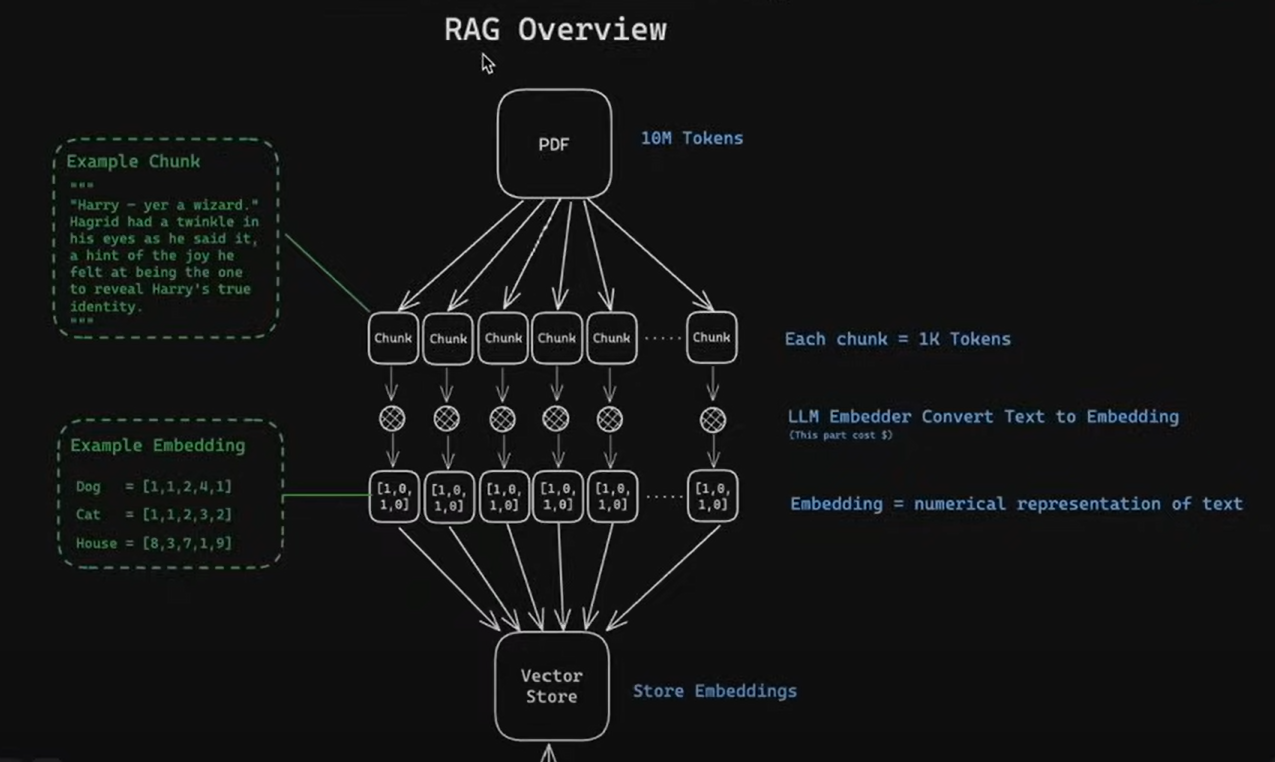 RAG Overview
PDF
10M Tokens
Example Chunk
"""
"Harry – yer a wizard."
Hagrid had a twinkle in
his eyes as he said it,
a hint of the joy he
felt at being the one
to reveal Harry's true
identity.
"""
Chunk Chunk Chunk Chunk Chunk ..... Chunk
Each chunk = 1K Tokens
LLM Embedder Convert Text to Embedding
(This part cost $)
Example Embedding
Dog = [1,1,2,4,1]
Cat = [1,1,2,3,2]
House = [8,3,7,1,9]
[1,0, [1,0, [1,0, [1,0, [1,0, ..... [1,0,
1,0] 1,0] 1,0] 1,0] 1,0] 1,0]
Embedding = numerical representation of text
Vector
Store
Store Embeddings